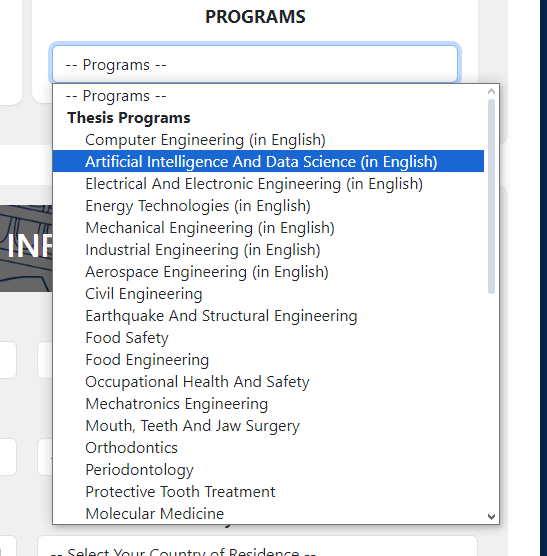 PROGRAMS
-- Programs --
-- Programs --
Thesis Programs
Computer Engineering (in English)
Artificial Intelligence And Data Science (in English)
Electrical And Electronic Engineering (in English)
Energy Technologies (in English)
Mechanical Engineering (in English)
Industrial Engineering (in English)
Aerospace Engineering (in English)
Civil Engineering
Earthquake And Structural Engineering
Food Safety
Food Engineering
Occupational Health And Safety
Mechatronics Engineering
Mouth, Teeth And Jaw Surgery
Orthodontics
Periodontology
Protective Tooth Treatment
Molecular Medicine
-- Select Your Country of Residence --